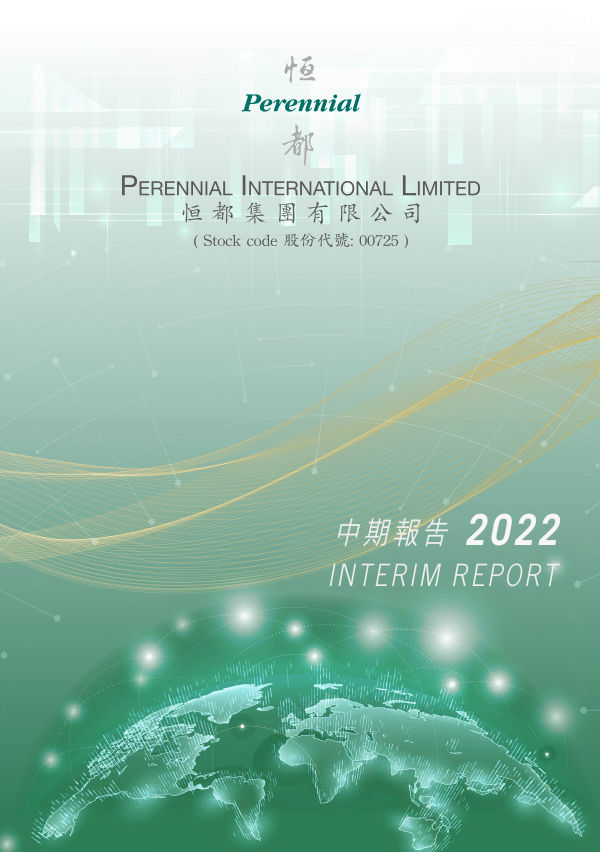 恒
Perennial
都
PERENNIAL INTERNATIONAL LIMITED
恒都集團有限公司
( Stock code 股份代號: 00725 )
中期報告 2022
INTERIM REPORT